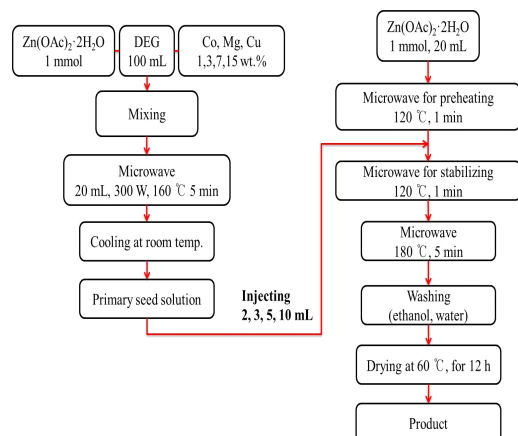 Zn(OAc)₂·2H₂O
1 mmol
DEG
100 mL
Co, Mg, Cu
1,3,7,15 wt.%
Mixing
Microwave
20 mL, 300 W, 160 ℃ 5 min
Cooling at room temp.
Primary seed solution
Injecting
2, 3, 5, 10 mL
Zn(OAc)₂·2H₂O
1 mmol, 20 mL
Microwave for preheating
120 ℃, 1 min
Microwave for stabilizing
120 ℃, 1 min
Microwave
180 ℃, 5 min
Washing
(ethanol, water)
Drying at 60 ℃, for 12 h
Product